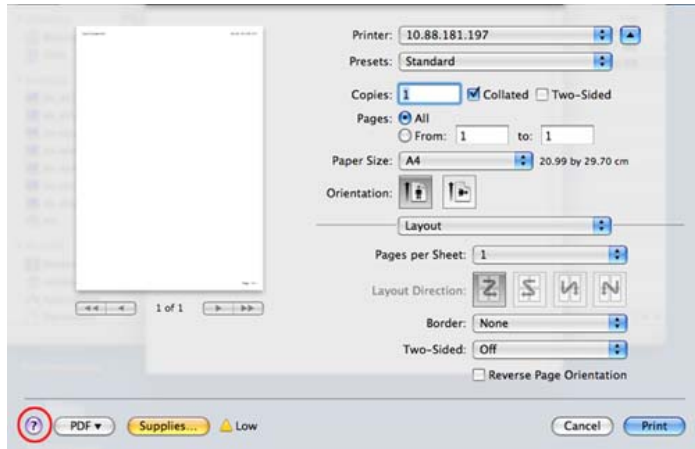 Printer: 10.88.181.197
Presets: Standard
Copies: 1 Collated Two-Sided
Pages: All
From: 1 to: 1
Paper Size: A4 20.99 by 29.70 cm
Orientation:
Layout
Pages per Sheet: 1
Layout Direction:
1 of 1
Border: None
Two-Sided: Off
Reverse Page Orientation
? PDF ▼ Supplies... Low Cancel Print